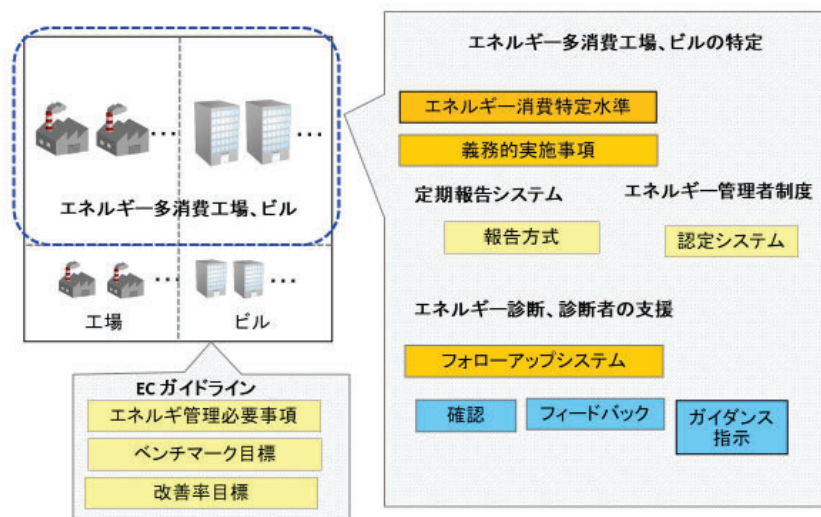 エネルギー多消費工場、ビル
工場
ビル
EC ガイドライン
エネルギ管理必要事項
ベンチマーク目標
改善率目標
エネルギー多消費工場、ビルの特定
エネルギー消費特定水準
義務的実施事項
定期報告システム
エネルギー管理者制度
報告方式
認定システム
エネルギー診断、診断者の支援
フォローアップシステム
確認
フィードバック
ガイダンス
指示